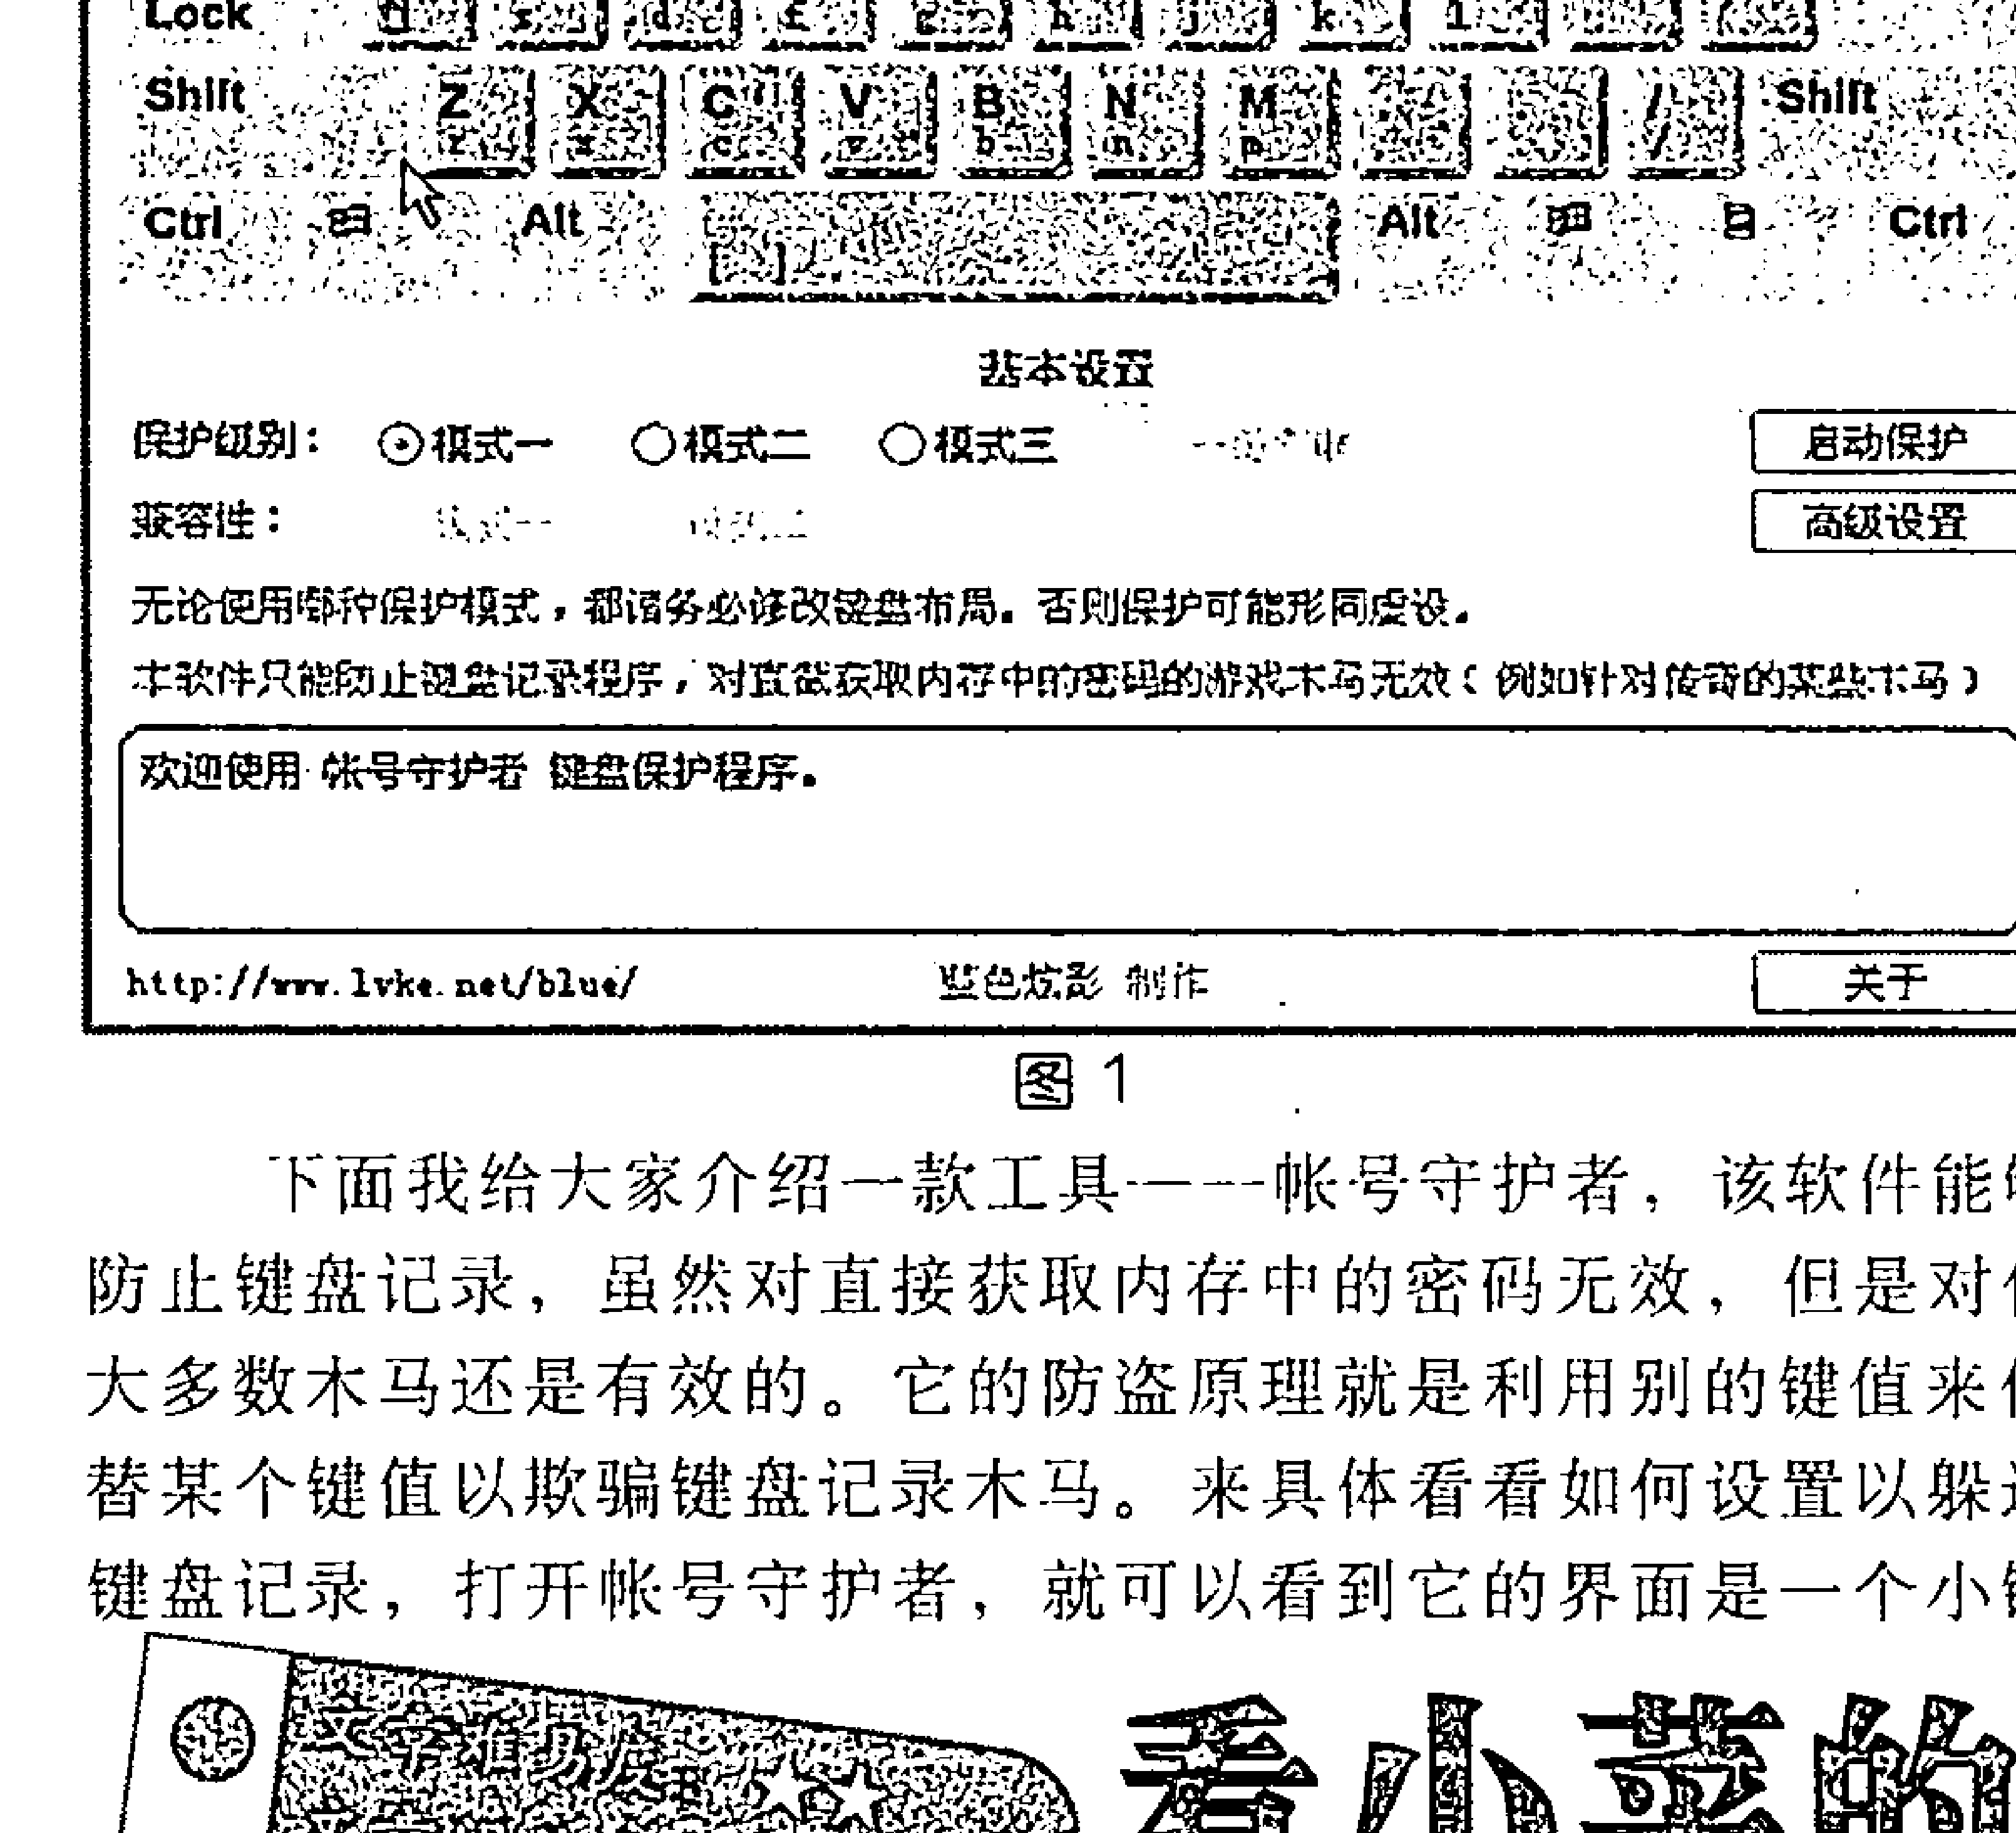 Lock
Shift Z X C V B N M / Shift
Ctrl Alt Alt Ctrl
基本设置
保护级别： 模式一 模式二 模式三 启动保护
兼容性： 高级设置
无论使用哪种保护模式，都请务必修改键盘布局。否则保护可能形同虚设。
本软件只能防止键盘记录程序，对直截获取内存中的密码的游戏木马无效（例如针对传奇的某些木马）
欢迎使用 帐号守护者 键盘保护程序。
http://www.lvke.net/blue/ 蓝色炫影 制作 关于
图 1
下面我给大家介绍一款工具——帐号守护者，该软件能
防止键盘记录，虽然对直接获取内存中的密码无效，但是对
大多数木马还是有效的。它的防盗原理就是利用别的键值来
替某个键值以欺骗键盘记录木马。来具体看看如何设置以躲
键盘记录，打开帐号守护者，就可以看到它的界面是一个小
文字难易度
看小菜的